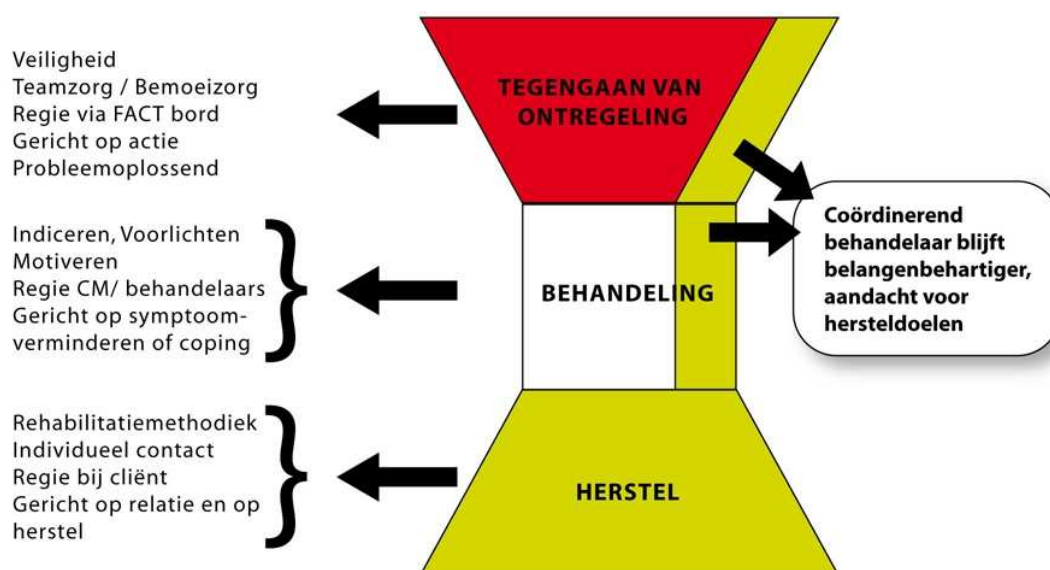 Veiligheid
Teamzorg / Bemoeizorg
Regie via FACT bord
Gericht op actie
Probleemoplossend
TEGENGAAN VAN
ONTREGELING
Indiceren, Voorlichten
Motiveren
Regie CM/ behandelaars
Gericht op symptoom-
verminderen of coping
BEHANDELING
Coördinerend
behandelaar blijft
belangenbehartiger,
aandacht voor
hersteldoelen
Rehabilitatiemethodiek
Individueel contact
Regie bij cliënt
Gericht op relatie en op
herstel
HERSTEL